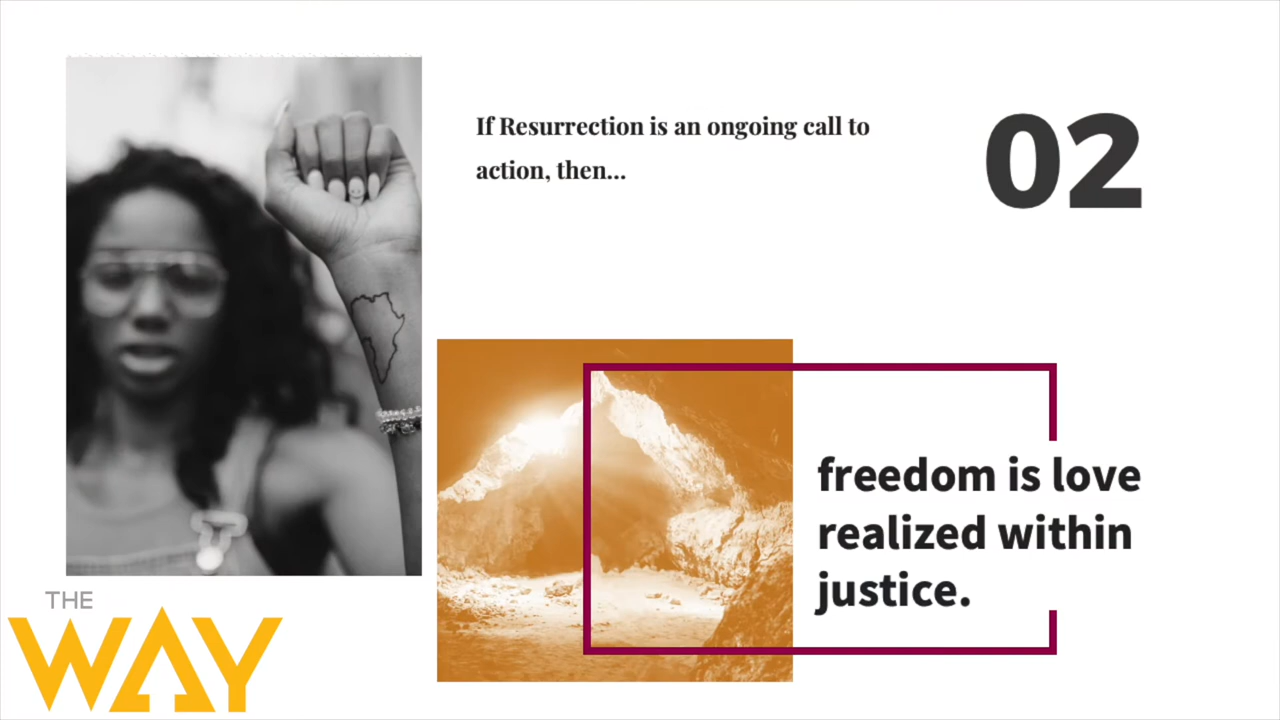 If Resurrection is an ongoing call to
action, then...
02
freedom is love
realized within
justice.
THE
WAY